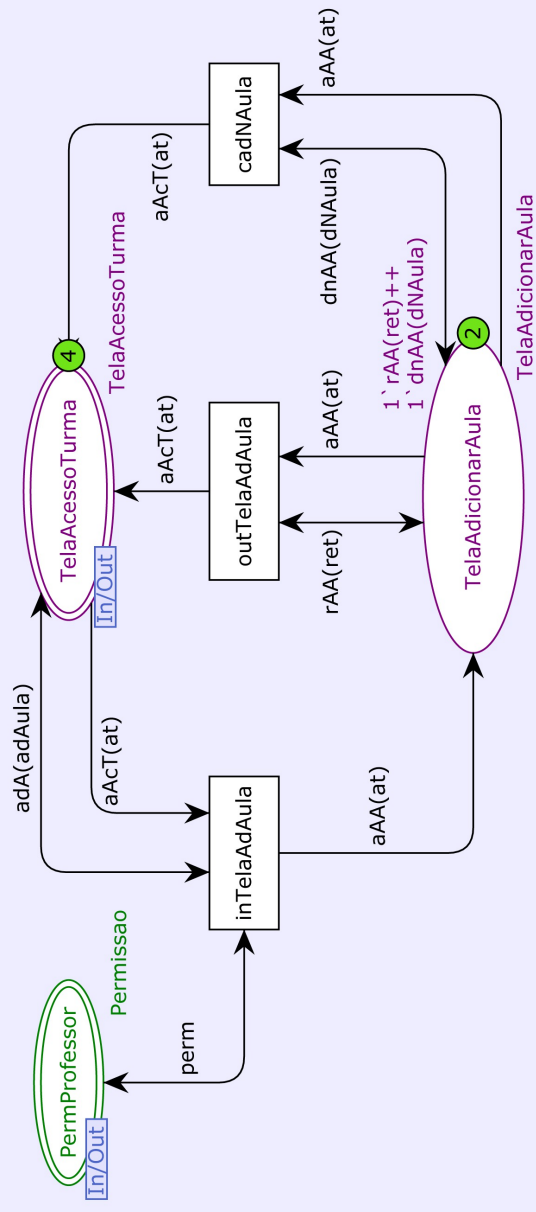 adA(adAula)
PermProfessor
In/Out
Permissao
perm
aAcT(at)
TelaAcessoTurma
In/Out
4
TelaAcessoTurma
aAcT(at)
aAcT(at)
inTelaAdAula
outTelaAdAula
cadNAula
aAA(at)
rAA(ret)
aAA(at)
dnAA(dNAula)
aAA(at)
1`rAA(ret)++
1`dnAA(dNAula)
TelaAdicionarAula
2
TelaAdicionarAula